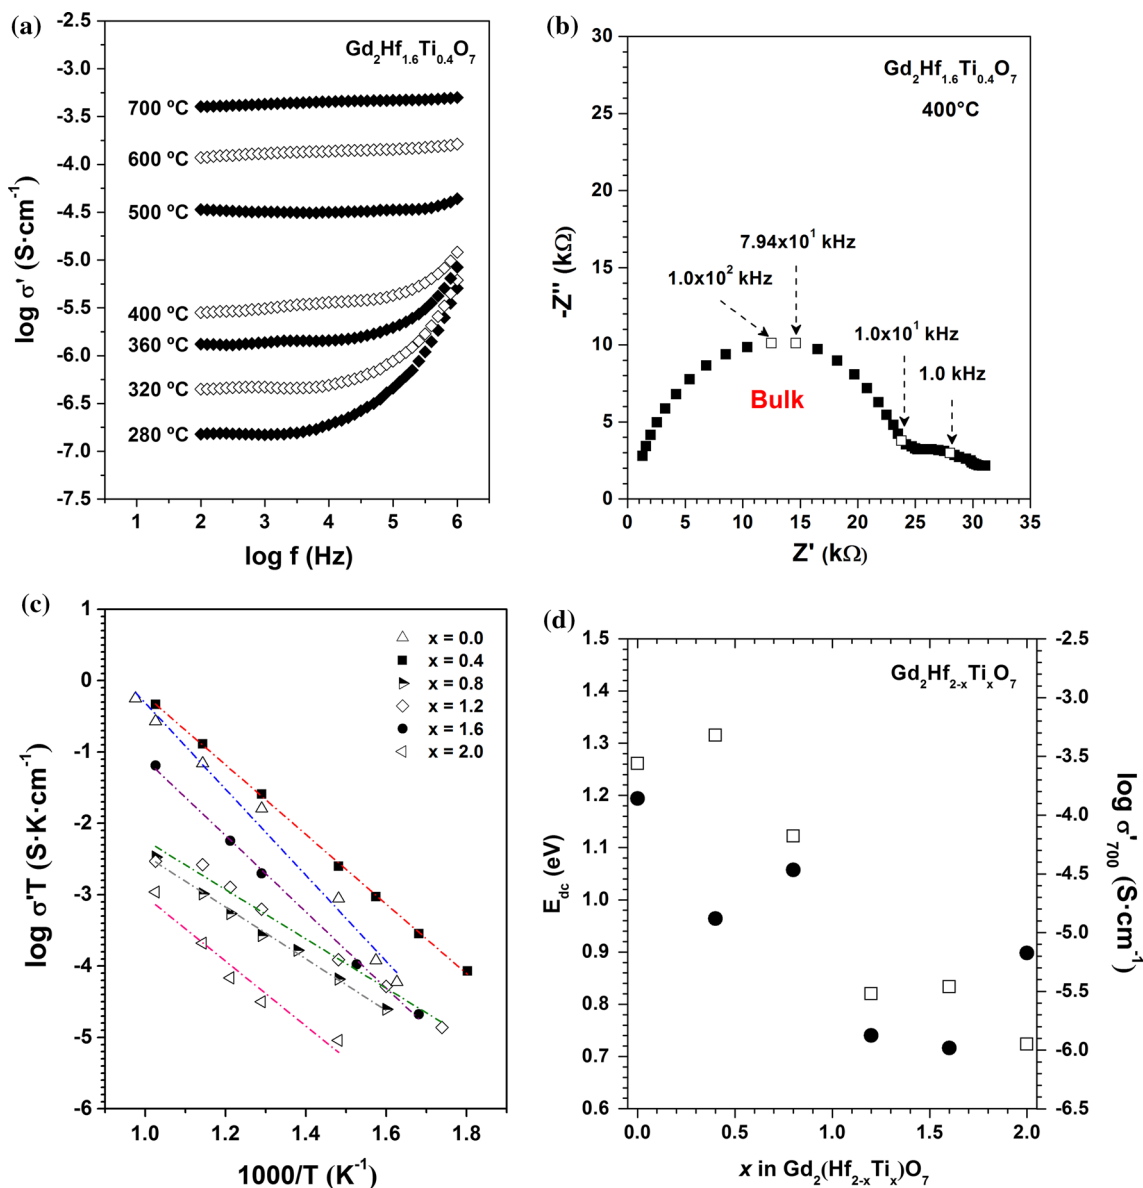 (a)
Gd2Hf1.6Ti0.4O7
-2.5
-3.0
-3.5
-4.0
-4.5
-5.0
-5.5
-6.0
-6.5
-7.0
-7.5
log σ' (S·cm-1)
700 ºC
600 ºC
500 ºC
400 ºC
360 ºC
320 ºC
280 ºC
1 2 3 4 5 6
log f (Hz)
(b)
Gd2Hf1.6Ti0.4O7
400°C
30
25
20
15
10
5
0
-Z'' (kΩ)
7.94x101 kHz
1.0x102 kHz
1.0x101 kHz
1.0 kHz
Bulk
0 5 10 15 20 25 30 35
Z' (kΩ)
(c)
1
0
-1
-2
-3
-4
-5
-6
log σ'T (S·K·cm-1)
x = 0.0
x = 0.4
x = 0.8
x = 1.2
x = 1.6
x = 2.0
1.0 1.2 1.4 1.6 1.8
1000/T (K-1)
(d)
Gd2Hf2-xTixO7
1.5
1.4
1.3
1.2
1.1
1.0
0.9
0.8
0.7
0.6
Edc (eV)
-2.5
-3.0
-3.5
-4.0
-4.5
-5.0
-5.5
-6.0
-6.5
log σ'700 (S·cm-1)
0.0 0.5 1.0 1.5 2.0
x in Gd2(Hf2-xTix)O7